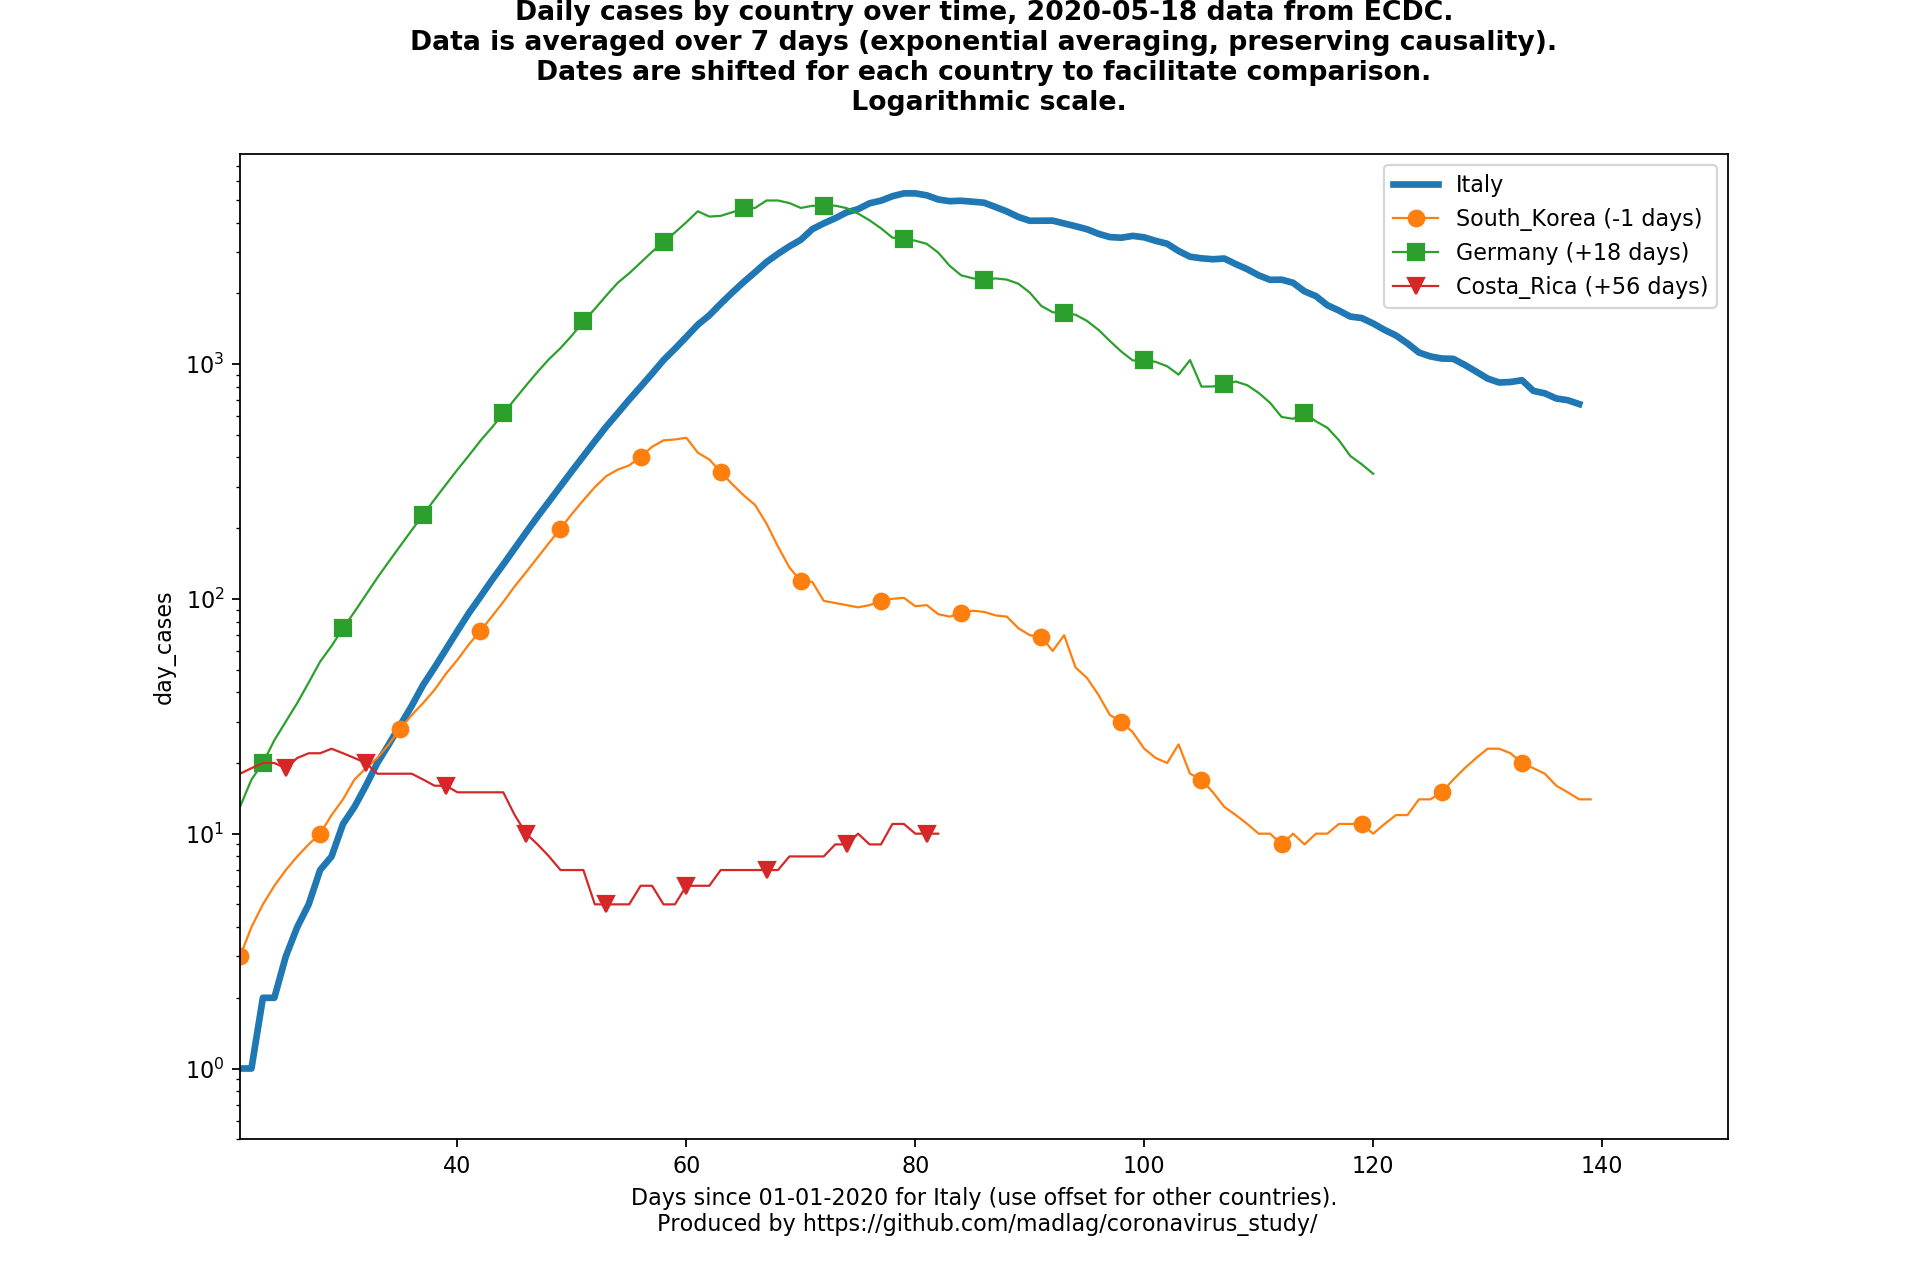 Daily cases by country over time, 2020-05-18 data from ECDC.
Data is averaged over 7 days (exponential averaging, preserving causality).
Dates are shifted for each country to facilitate comparison.
Logarithmic scale.
Italy
South_Korea (-1 days)
Germany (+18 days)
Costa_Rica (+56 days)
10³
10²
10¹
10⁰
day_cases
40 60 80 100 120 140
Days since 01-01-2020 for Italy (use offset for other countries).
Produced by https://github.com/madlag/coronavirus_study/